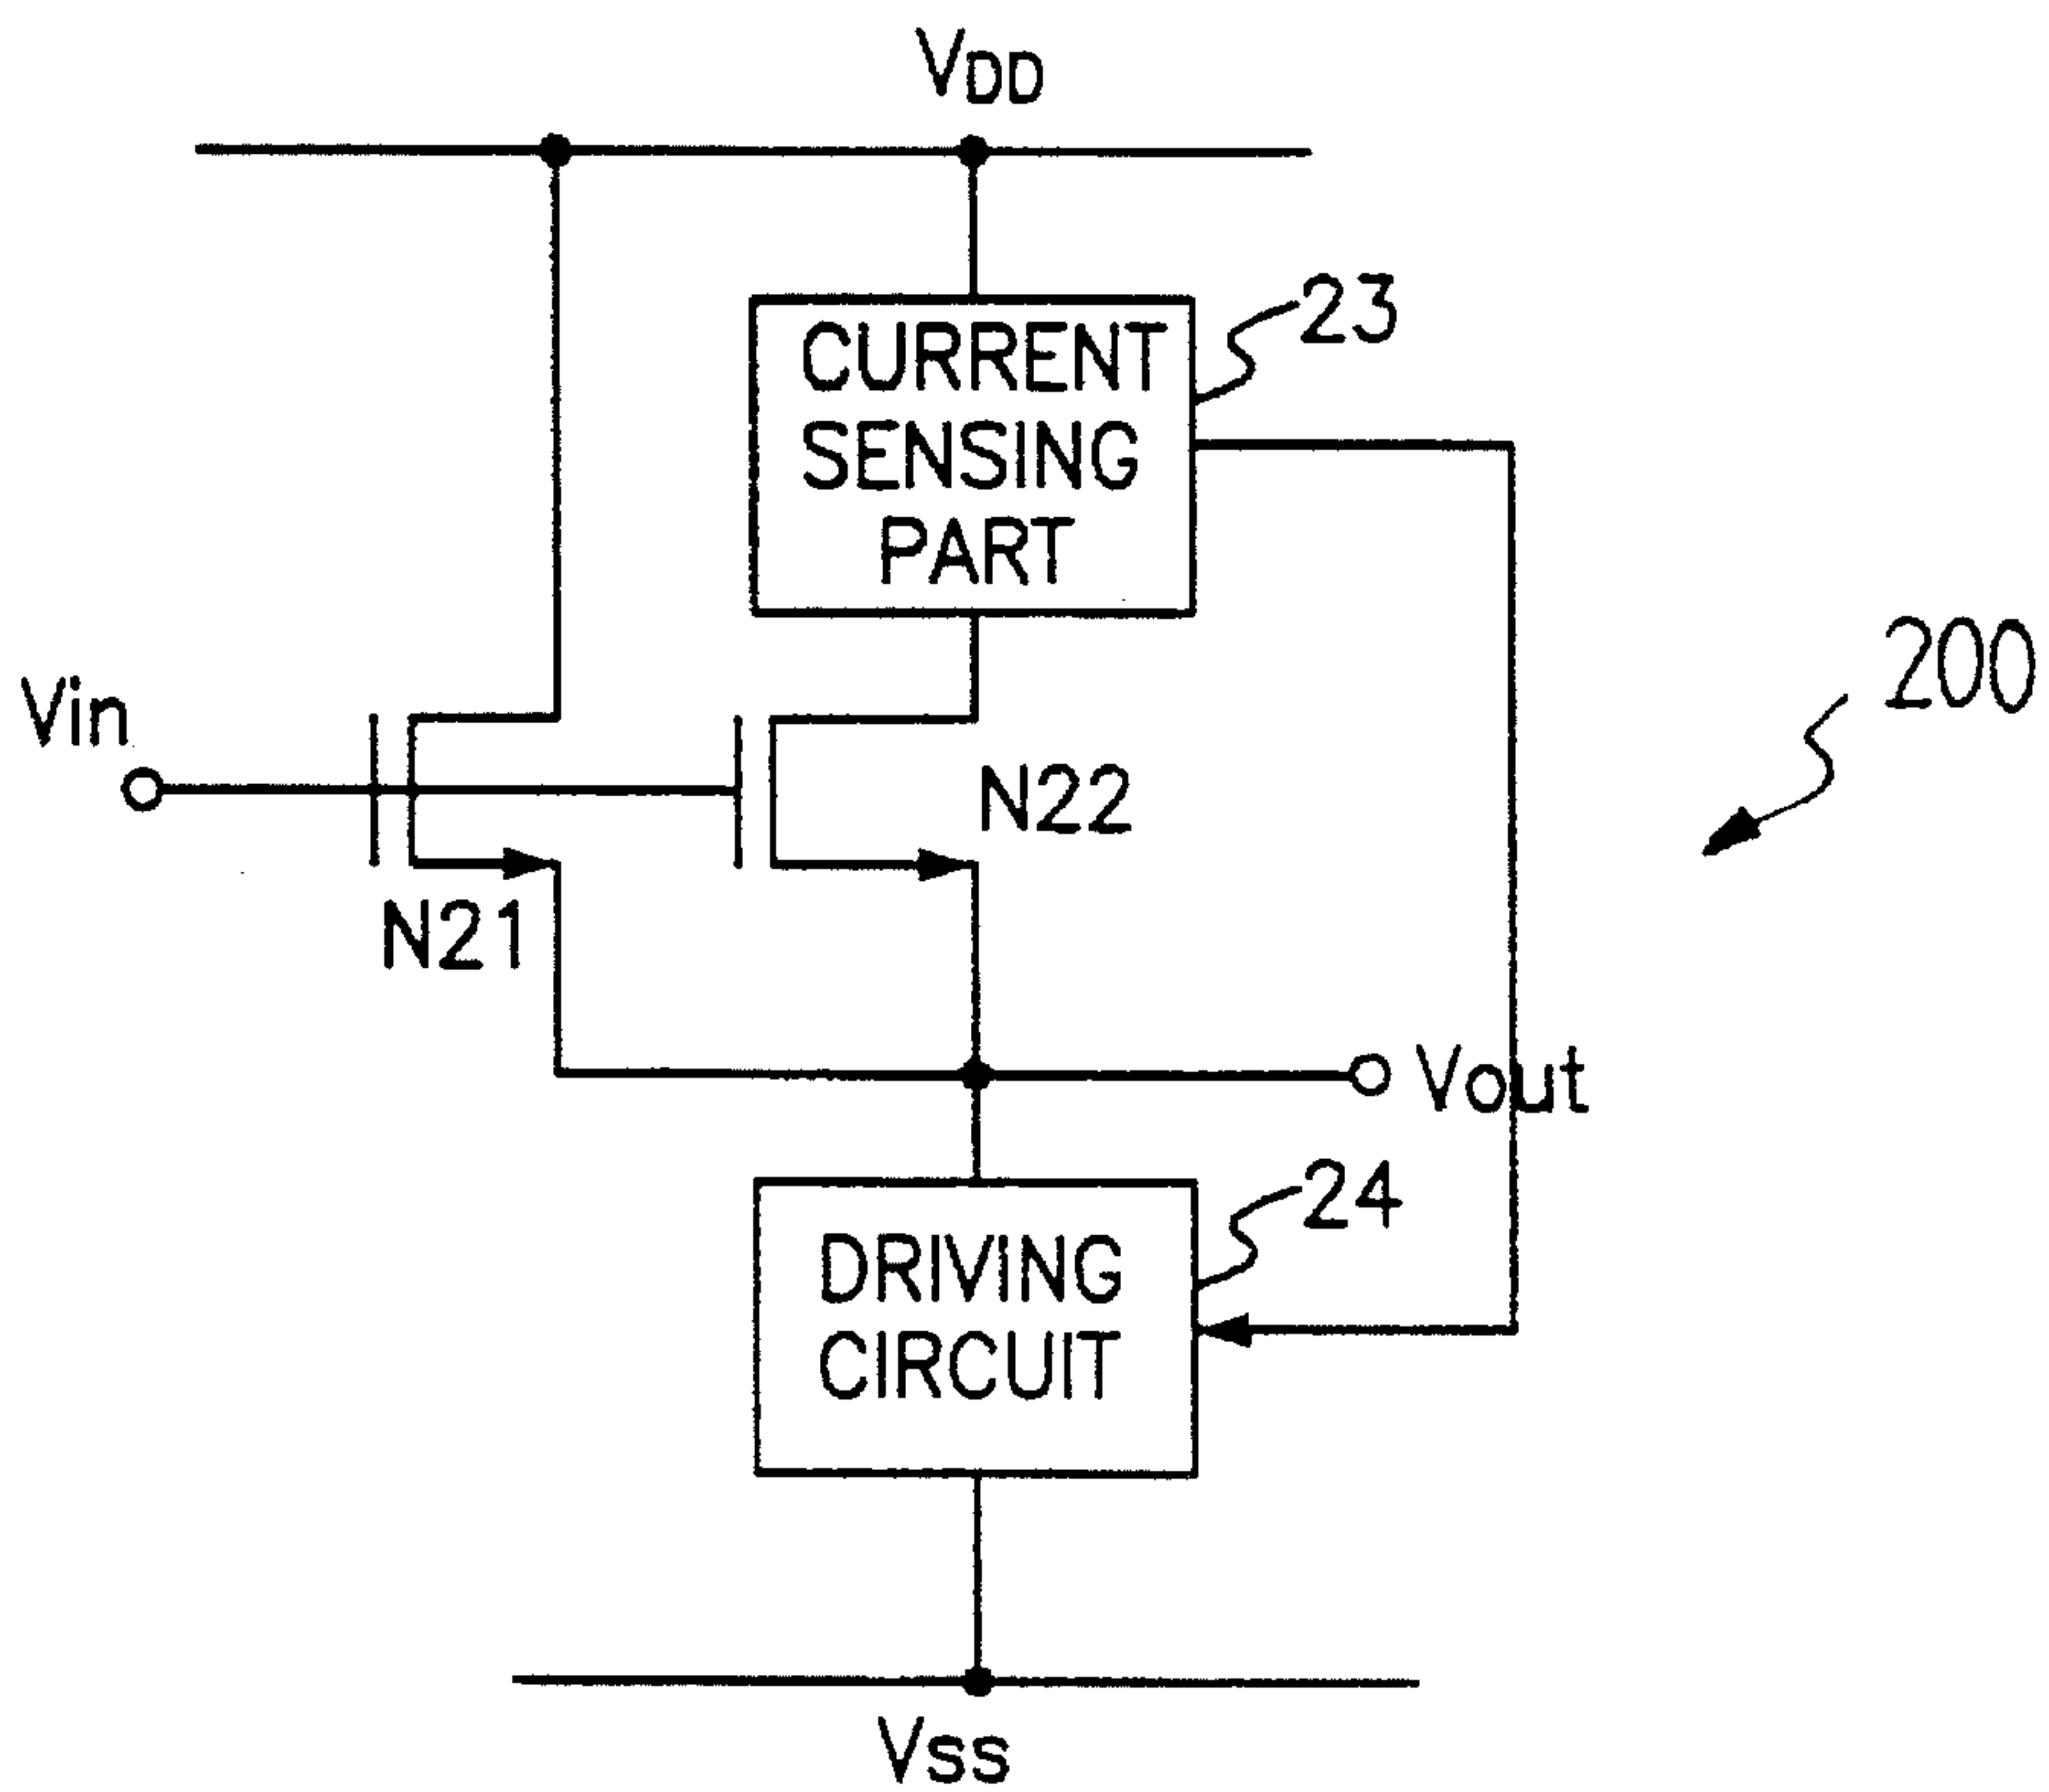 VDD
23
CURRENT
SENSING
PART
200
Vin
N22
N21
Vout
24
DRIVING
CIRCUIT
Vss